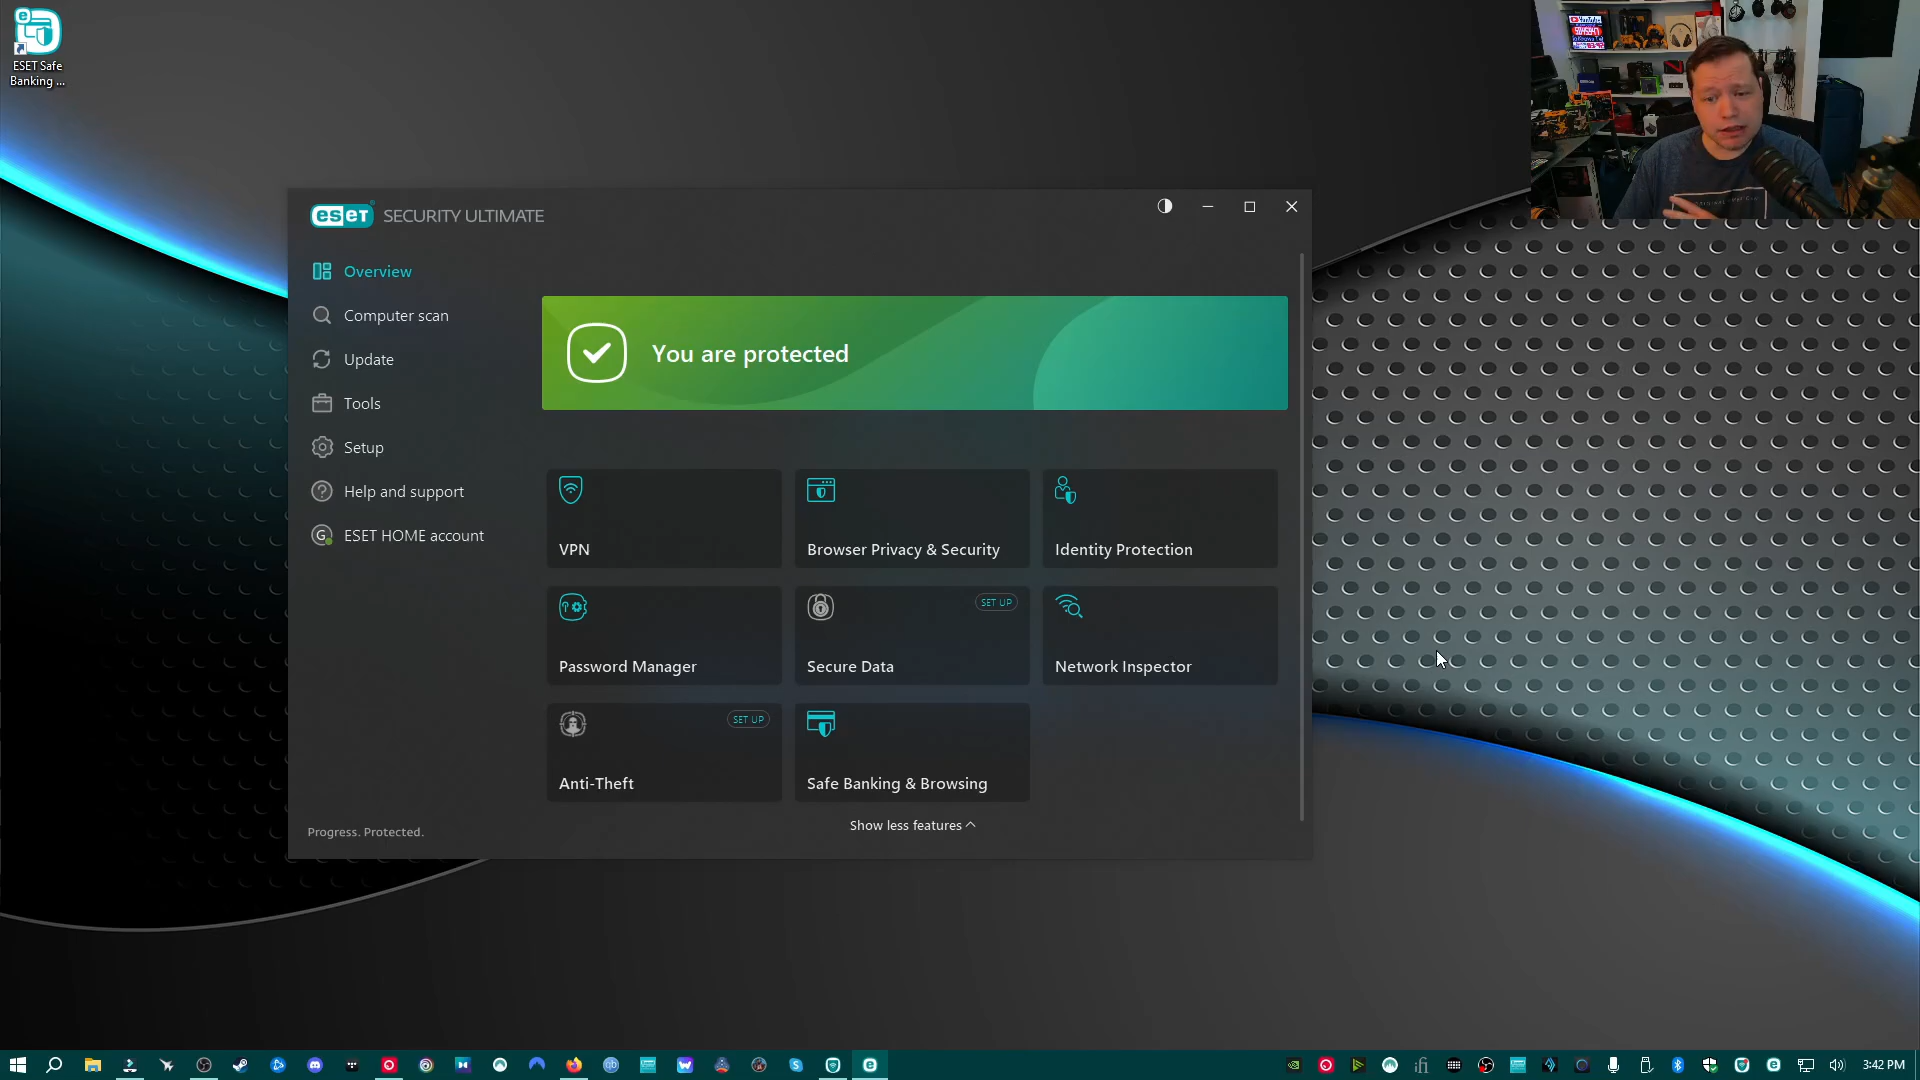 ESET Safe
Banking ...
eset SECURITY ULTIMATE
Overview
Computer scan
Update
Tools
Setup
Help and support
G ESET HOME account
You are protected
VPN
Browser Privacy & Security
Identity Protection
Password Manager
SET UP
Secure Data
Network Inspector
SET UP
Anti-Theft
Safe Banking & Browsing
Show less features
Progress. Protected.
YouTube
3:42 PM